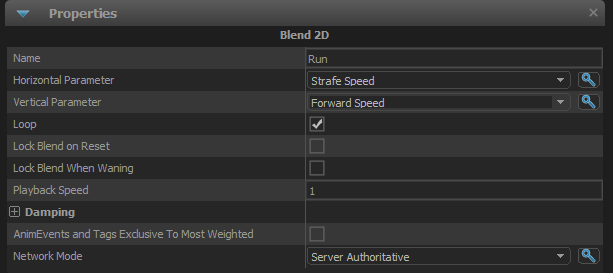 Properties
Blend 2D
Name Run
Horizontal Parameter Strafe Speed
Vertical Parameter Forward Speed
Loop
Lock Blend on Reset
Lock Blend When Waning
Playback Speed 1
Damping
AnimEvents and Tags Exclusive To Most Weighted
Network Mode Server Authoritative